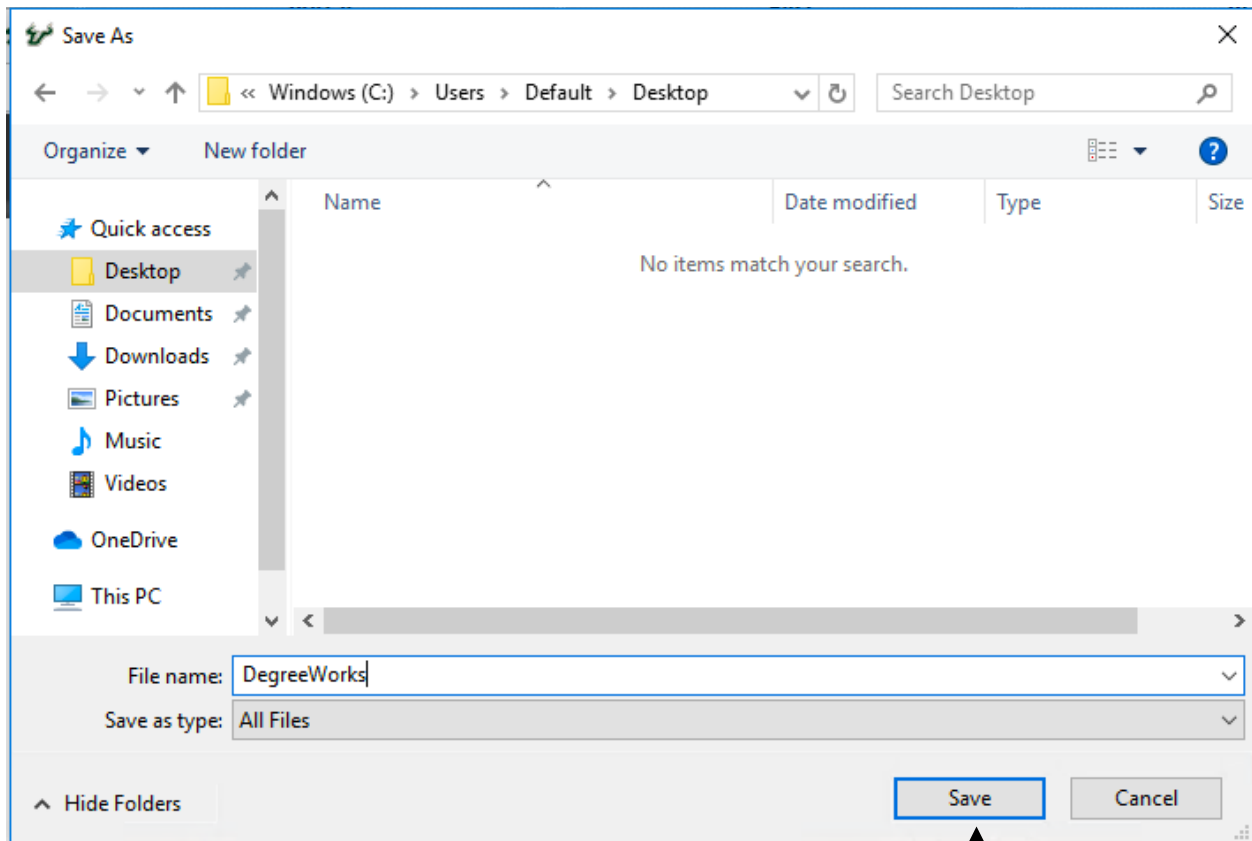 Save As
« Windows (C:) > Users > Default > Desktop
Search Desktop
Organize
New folder
?
Name
Date modified
Type
Size
No items match your search.
Quick access
Desktop
Documents
Downloads
Pictures
Music
Videos
OneDrive
This PC
File name: DegreeWorks
Save as type: All Files
Hide Folders
Save
Cancel